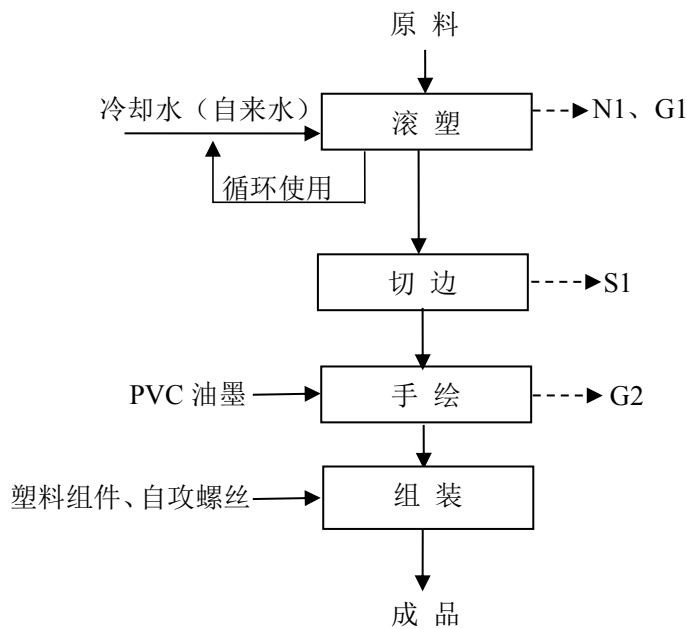 原 料
冷却水（自来水）
滚 塑
N1、G1
循环使用
切 边
S1
PVC 油墨
手 绘
G2
塑料组件、自攻螺丝
组 装
成 品